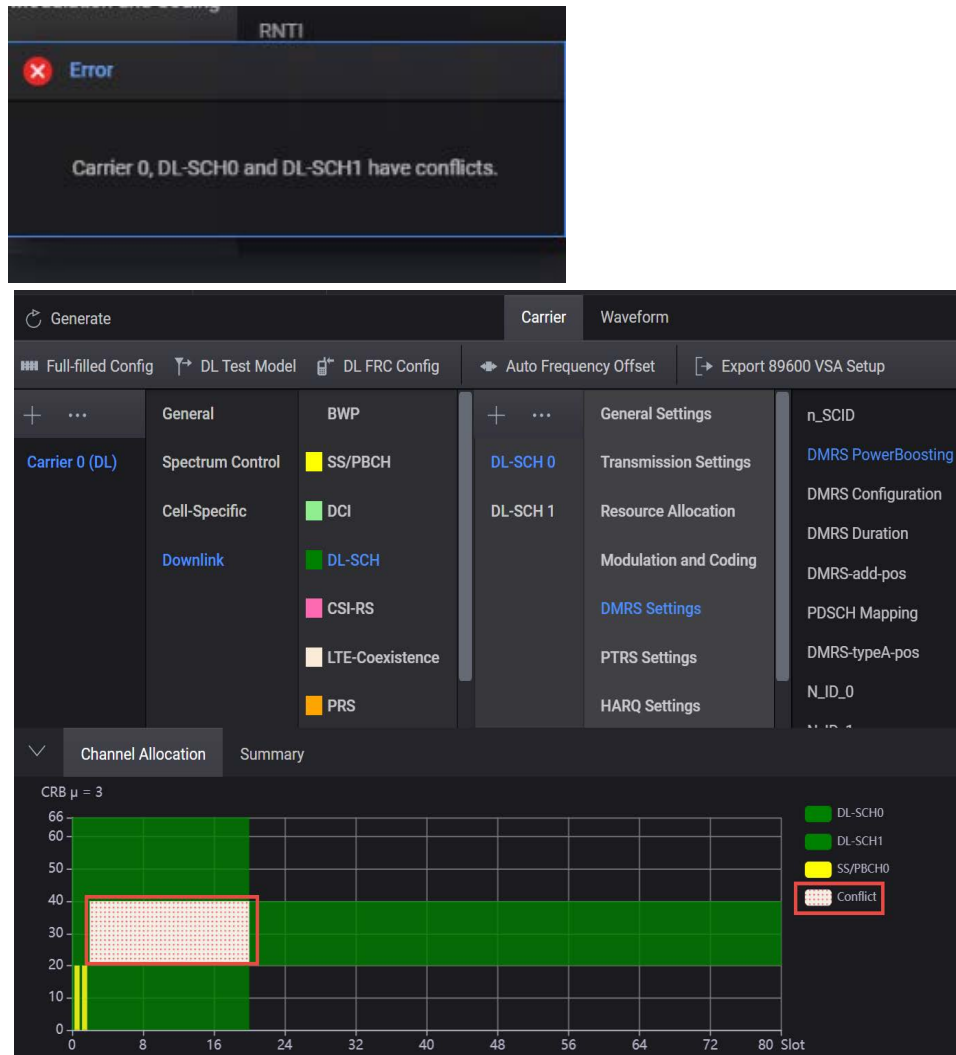 RNTI
Error
Carrier 0, DL-SCH0 and DL-SCH1 have conflicts.
Generate
Carrier
Waveform
Full-filled Config
DL Test Model
DL FRC Config
Auto Frequency Offset
Export 89600 VSA Setup
+ ...
General
BWP
+ ...
General Settings
n_SCID
Carrier 0 (DL)
Spectrum Control
SS/PBCH
DL-SCH 0
Transmission Settings
DMRS PowerBoosting
Cell-Specific
DCI
DL-SCH 1
Resource Allocation
DMRS Configuration
DMRS Duration
Downlink
DL-SCH
Modulation and Coding
DMRS-add-pos
CSI-RS
DMRS Settings
PDSCH Mapping
LTE-Coexistence
PTRS Settings
DMRS-typeA-pos
PRS
HARQ Settings
N_ID_0
Channel Allocation
Summary
CRB μ = 3
66
60
50
40
30
20
10
0
0 8 16 24 32 40 48 56 64 72 80 Slot
DL-SCH0
DL-SCH1
SS/PBCH0
Conflict